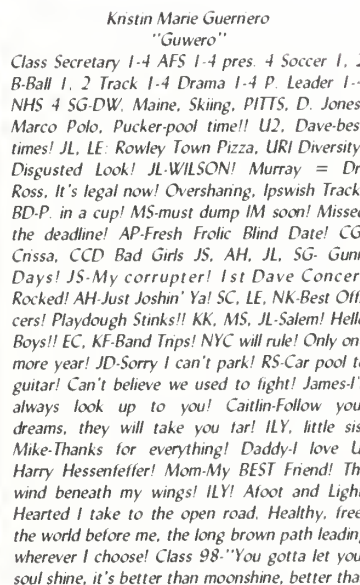 Kristin Marie Guerriero
"Guwero"
Class Secretary 1-4 AFS 1-4 pres. 4 Soccer 1, 2
B-Ball 1, 2 Track 1-4 Drama 1-4 P. Leader 1-
NHS 4 SG-DW, Maine, Skiing, PITTS, D. Jones
Marco Polo, Pucker-pool time!! U2, Dave-bes
times! JL, LE: Rowley Town Pizza, URI Diversity
Disgusted Look! JL-WILSON! Murray = Dr
Ross, It's legal now! Oversharing, Ipswish Track
BD-P. in a cup! MS-must dump IM soon! Misse
the deadline! AP-Fresh Frolic Blind Date! CG
Crissa, CCD Bad Girls JS, AH, JL, SG- Gun
Days! JS-My corrupter! 1st Dave Concer
Rocked! AH-Just Joshin' Ya! SC, LE, NK-Best Off
cers! Playdough Stinks!! KK, MS, JL-Salem! Hell
Boys!! EC, KF-Band Trips! NYC will rule! Only on
more year! JD-Sorry I can't park! RS-Car pool t
guitar! Can't believe we used to fight! James-I'
always look up to you! Caitlin-Follow you
dreams, they will take you far! ILY, little sis
Mike-Thanks for everything! Daddy-I love U
Harry Hessenfeffer! Mom-My BEST Friend! Th
wind beneath my wings! ILY! Afoot and Ligh
Hearted I take to the open road, Healthy, free
the world before me, the long brown path leadin
wherever I choose! Class 98-"You gotta let you
soul shine, it's better than moonshine, better tha